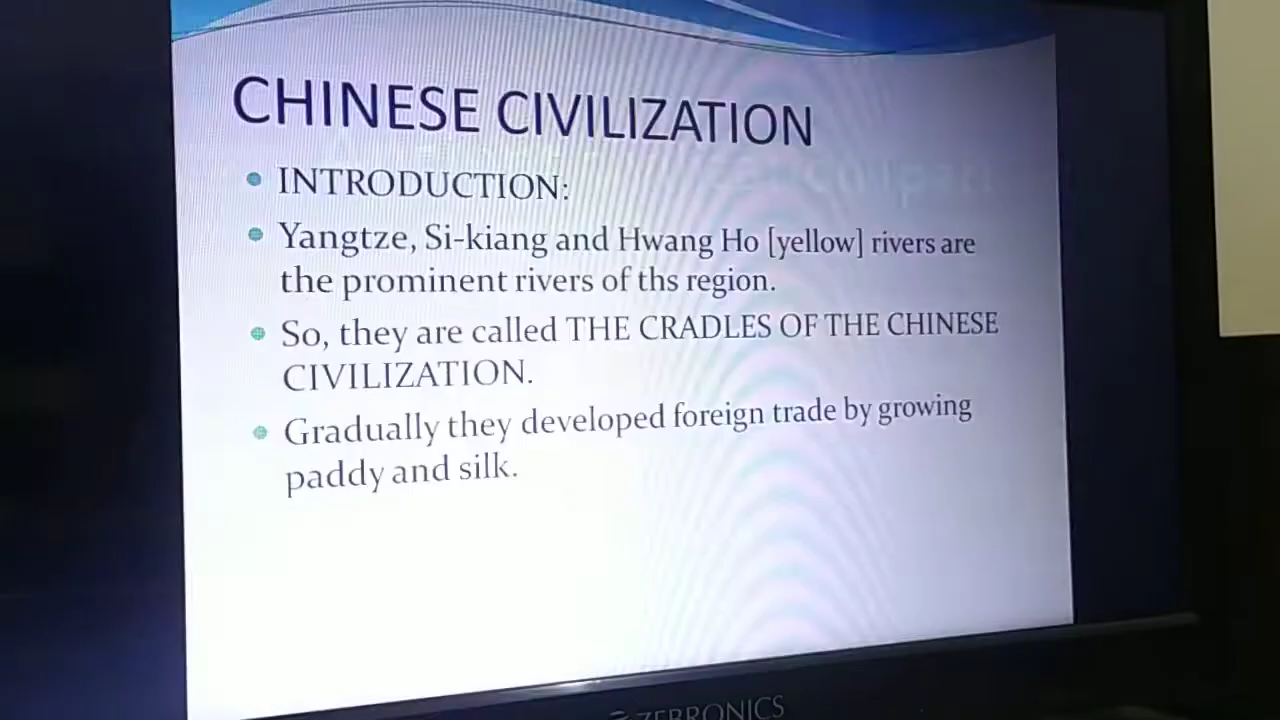 CHINESE CIVILIZATION
INTRODUCTION:
Yangtze, Si-kiang and Hwang Ho [yellow] rivers are
the prominent rivers of ths region.
So, they are called THE CRADLES OF THE CHINESE
CIVILIZATION.
Gradually they developed foreign trade by growing
paddy and silk.
ZEBRONICS